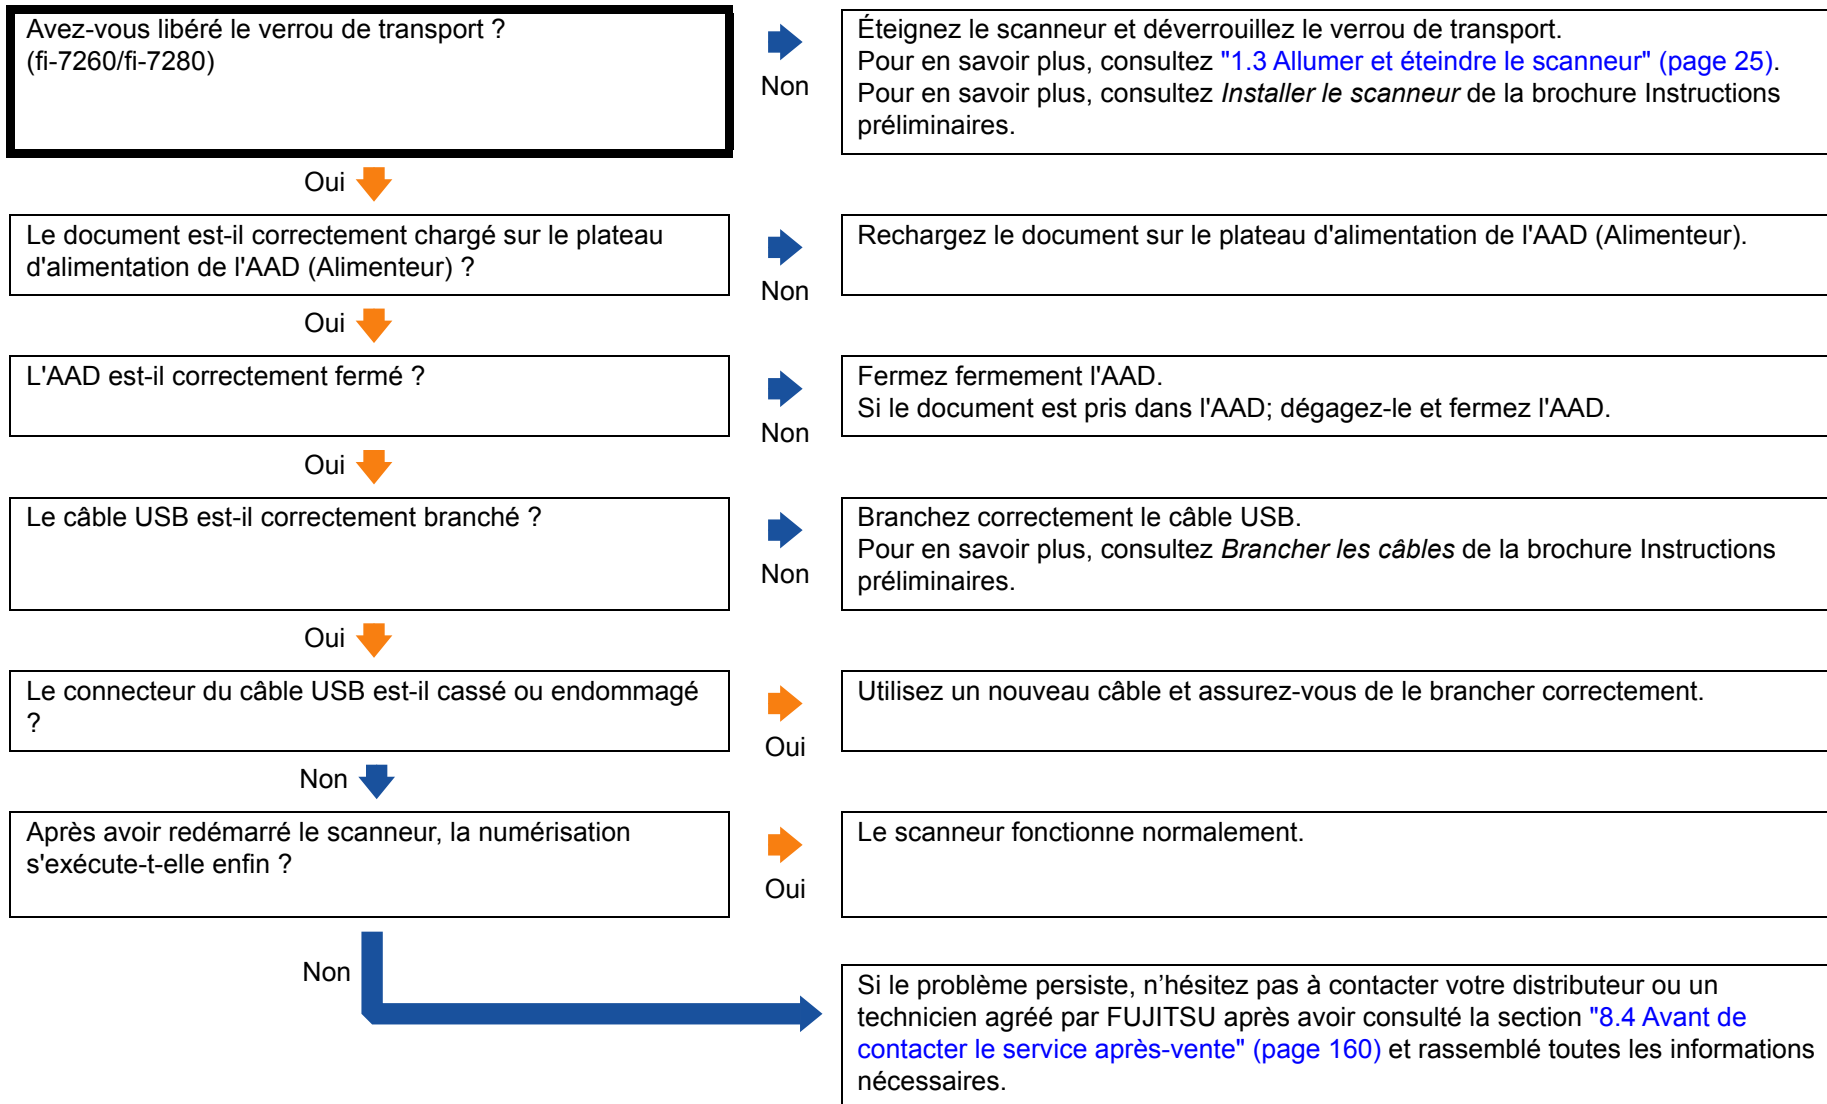 Avez-vous libéré le verrou de transport ?
(fi-7260/fi-7280)
Non
Éteignez le scanneur et déverrouillez le verrou de transport.
Pour en savoir plus, consultez "1.3 Allumer et éteindre le scanneur" (page 25).
Pour en savoir plus, consultez Installer le scanneur de la brochure Instructions
préliminaires.
Oui
Le document est-il correctement chargé sur le plateau
d'alimentation de l'AAD (Alimenteur) ?
Non
Rechargez le document sur le plateau d'alimentation de l'AAD (Alimenteur).
Oui
L'AAD est-il correctement fermé ?
Non
Fermez fermement l'AAD.
Si le document est pris dans l'AAD; dégagez-le et fermez l'AAD.
Oui
Le câble USB est-il correctement branché ?
Non
Branchez correctement le câble USB.
Pour en savoir plus, consultez Brancher les câbles de la brochure Instructions
préliminaires.
Oui
Le connecteur du câble USB est-il cassé ou endommagé
?
Oui
Utilisez un nouveau câble et assurez-vous de le brancher correctement.
Non
Après avoir redémarré le scanneur, la numérisation
s'exécute-t-elle enfin ?
Oui
Le scanneur fonctionne normalement.
Non
Si le problème persiste, n’hésitez pas à contacter votre distributeur ou un
technicien agréé par FUJITSU après avoir consulté la section "8.4 Avant de
contacter le service après-vente" (page 160) et rassemblé toutes les informations
nécessaires.